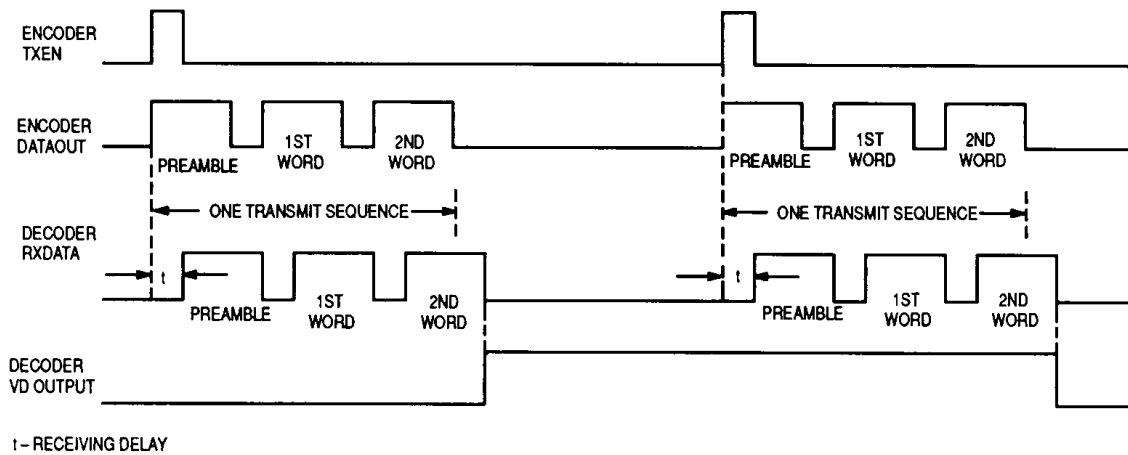 ENCODER
TXEN
ENCODER
DATAOUT
PREAMBLE
1ST
WORD
2ND
WORD
PREAMBLE
1ST
WORD
2ND
WORD
ONE TRANSMIT SEQUENCE
ONE TRANSMIT SEQUENCE
DECODER
RXDATA
t
t
PREAMBLE
1ST
WORD
2ND
WORD
PREAMBLE
1ST
WORD
2ND
WORD
DECODER
VD OUTPUT
t – RECEIVING DELAY